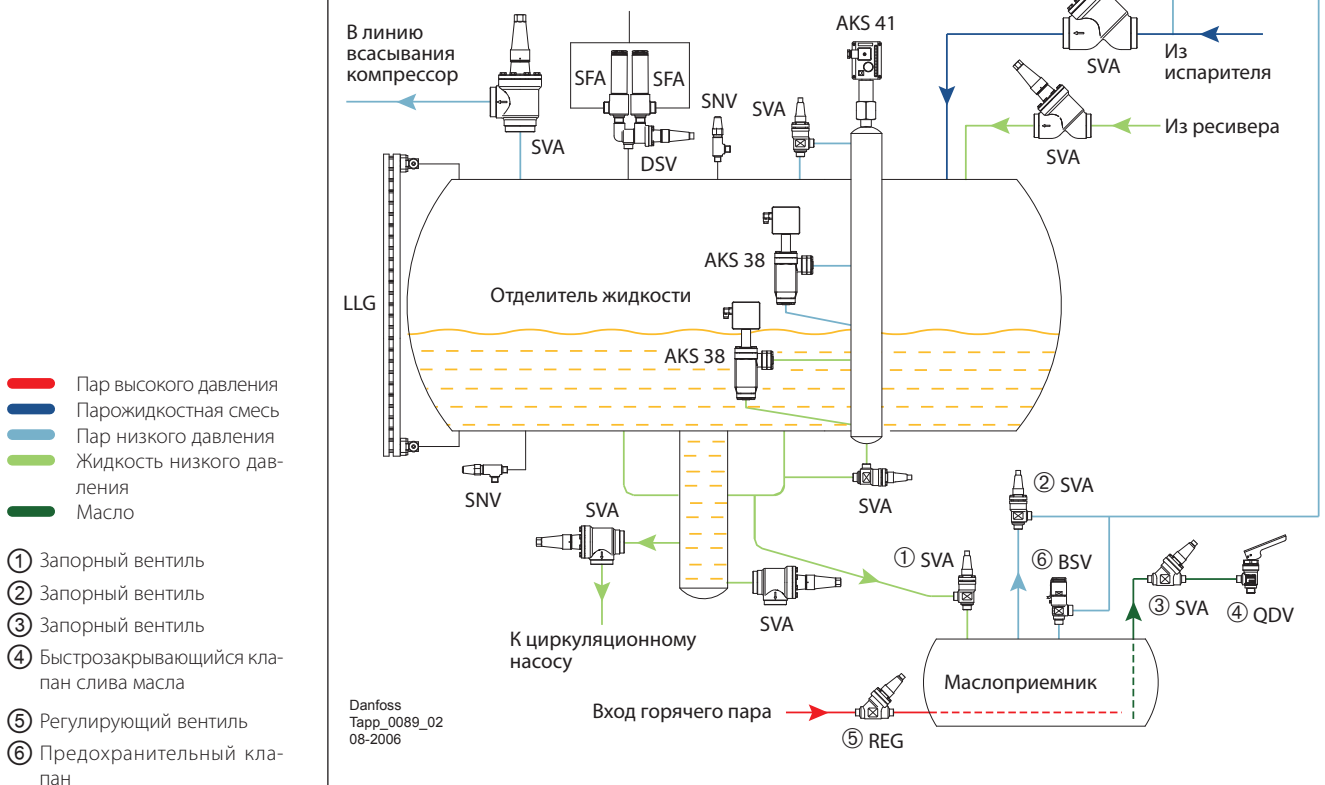 Пар высокого давления
Парожидкостная смесь
Пар низкого давления
Жидкость низкого дав-
ления
Масло
① Запорный вентиль
② Запорный вентиль
③ Запорный вентиль
④ Быстрозакрывающийся кла-
пан слива масла
⑤ Регулирующий вентиль
⑥ Предохранительный кла-
пан
В линию
всасывания
компрессор
SVA
SFA
SFA
DSV
SNV
SVA
AKS 41
SVA
Из
испарителя
SVA
Из ресивера
LLG
AKS 38
Отделитель жидкости
AKS 38
SNV
SVA
SVA
SVA
К циркуляционному
насосу
① SVA
② SVA
⑥ BSV
③ SVA
④ QDV
Маслоприемник
Вход горячего пара
⑤ REG
Danfoss
Tapp_0089_02
08-2006